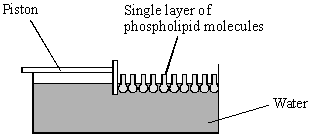 Piston
Single layer of
phospholipid molecules
Water